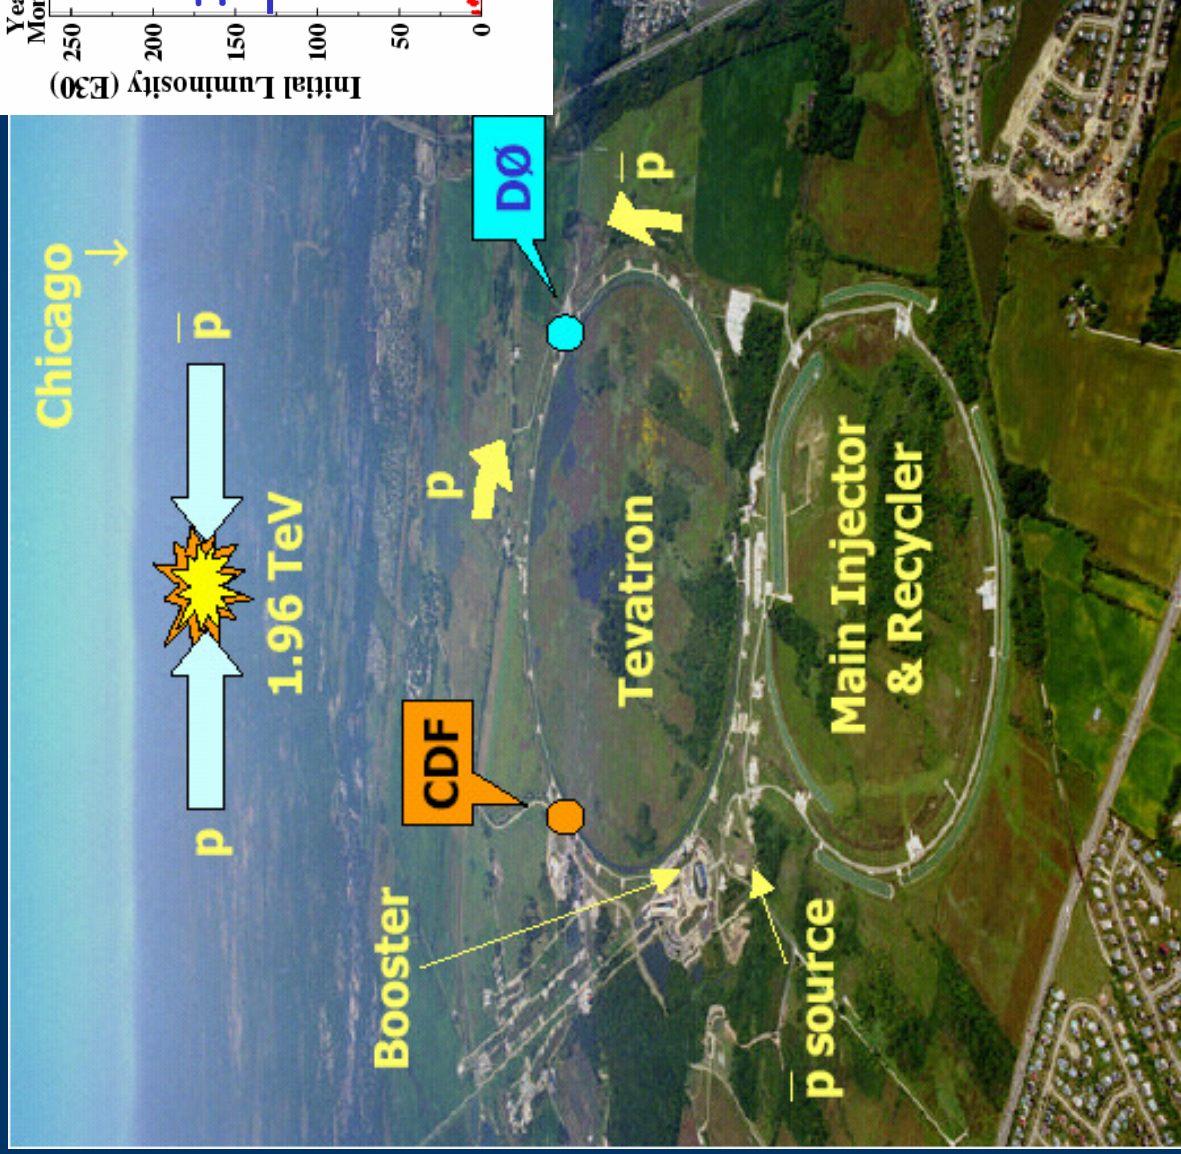 250
200
150
100
50
0
Initial Luminosity (E30)
Chicago
↓
p
p̄
1.96 TeV
DØ
CDF
p
p̄
Booster
Tevatron
p̄ source
Main Injector
& Recycler